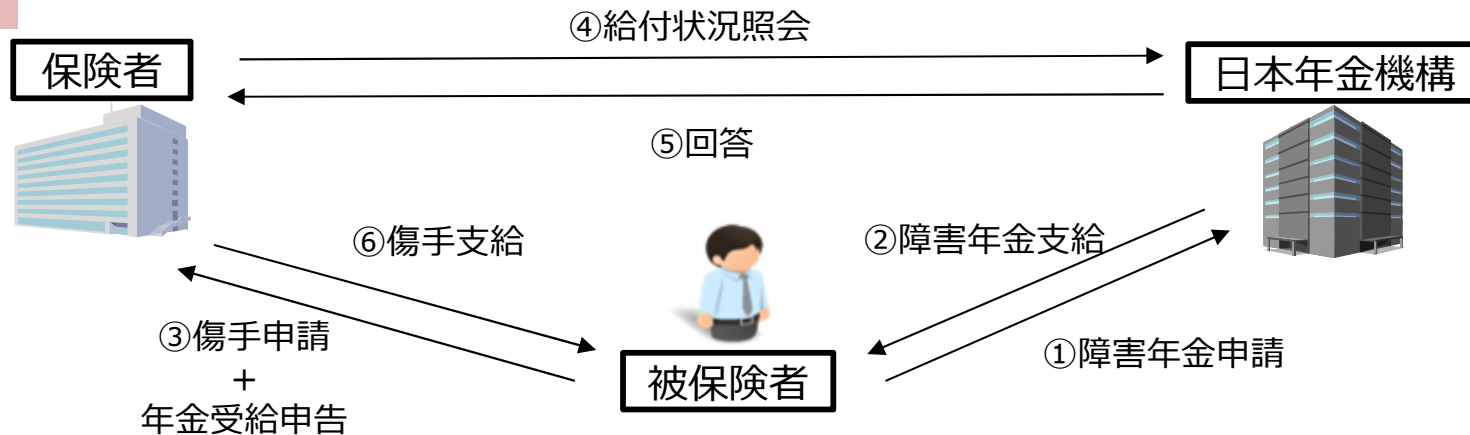 ④給付状況照会
保険者
日本年金機構
⑤回答
⑥傷手支給
②障害年金支給
③傷手申請
+
年金受給申告
①障害年金申請
被保険者